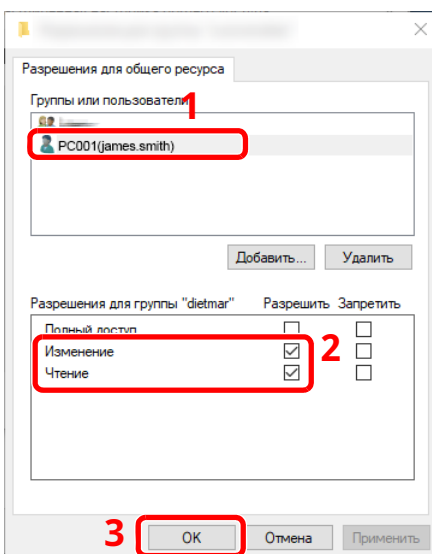 Разрешения для общего ресурса
Группы или пользователи
1
PC001(james.smith)
Добавить... Удалить
Разрешения для группы "dietmar" Разрешить Запретить
Полный доступ
Изменение 2
Чтение
3 OK Отмена Применить